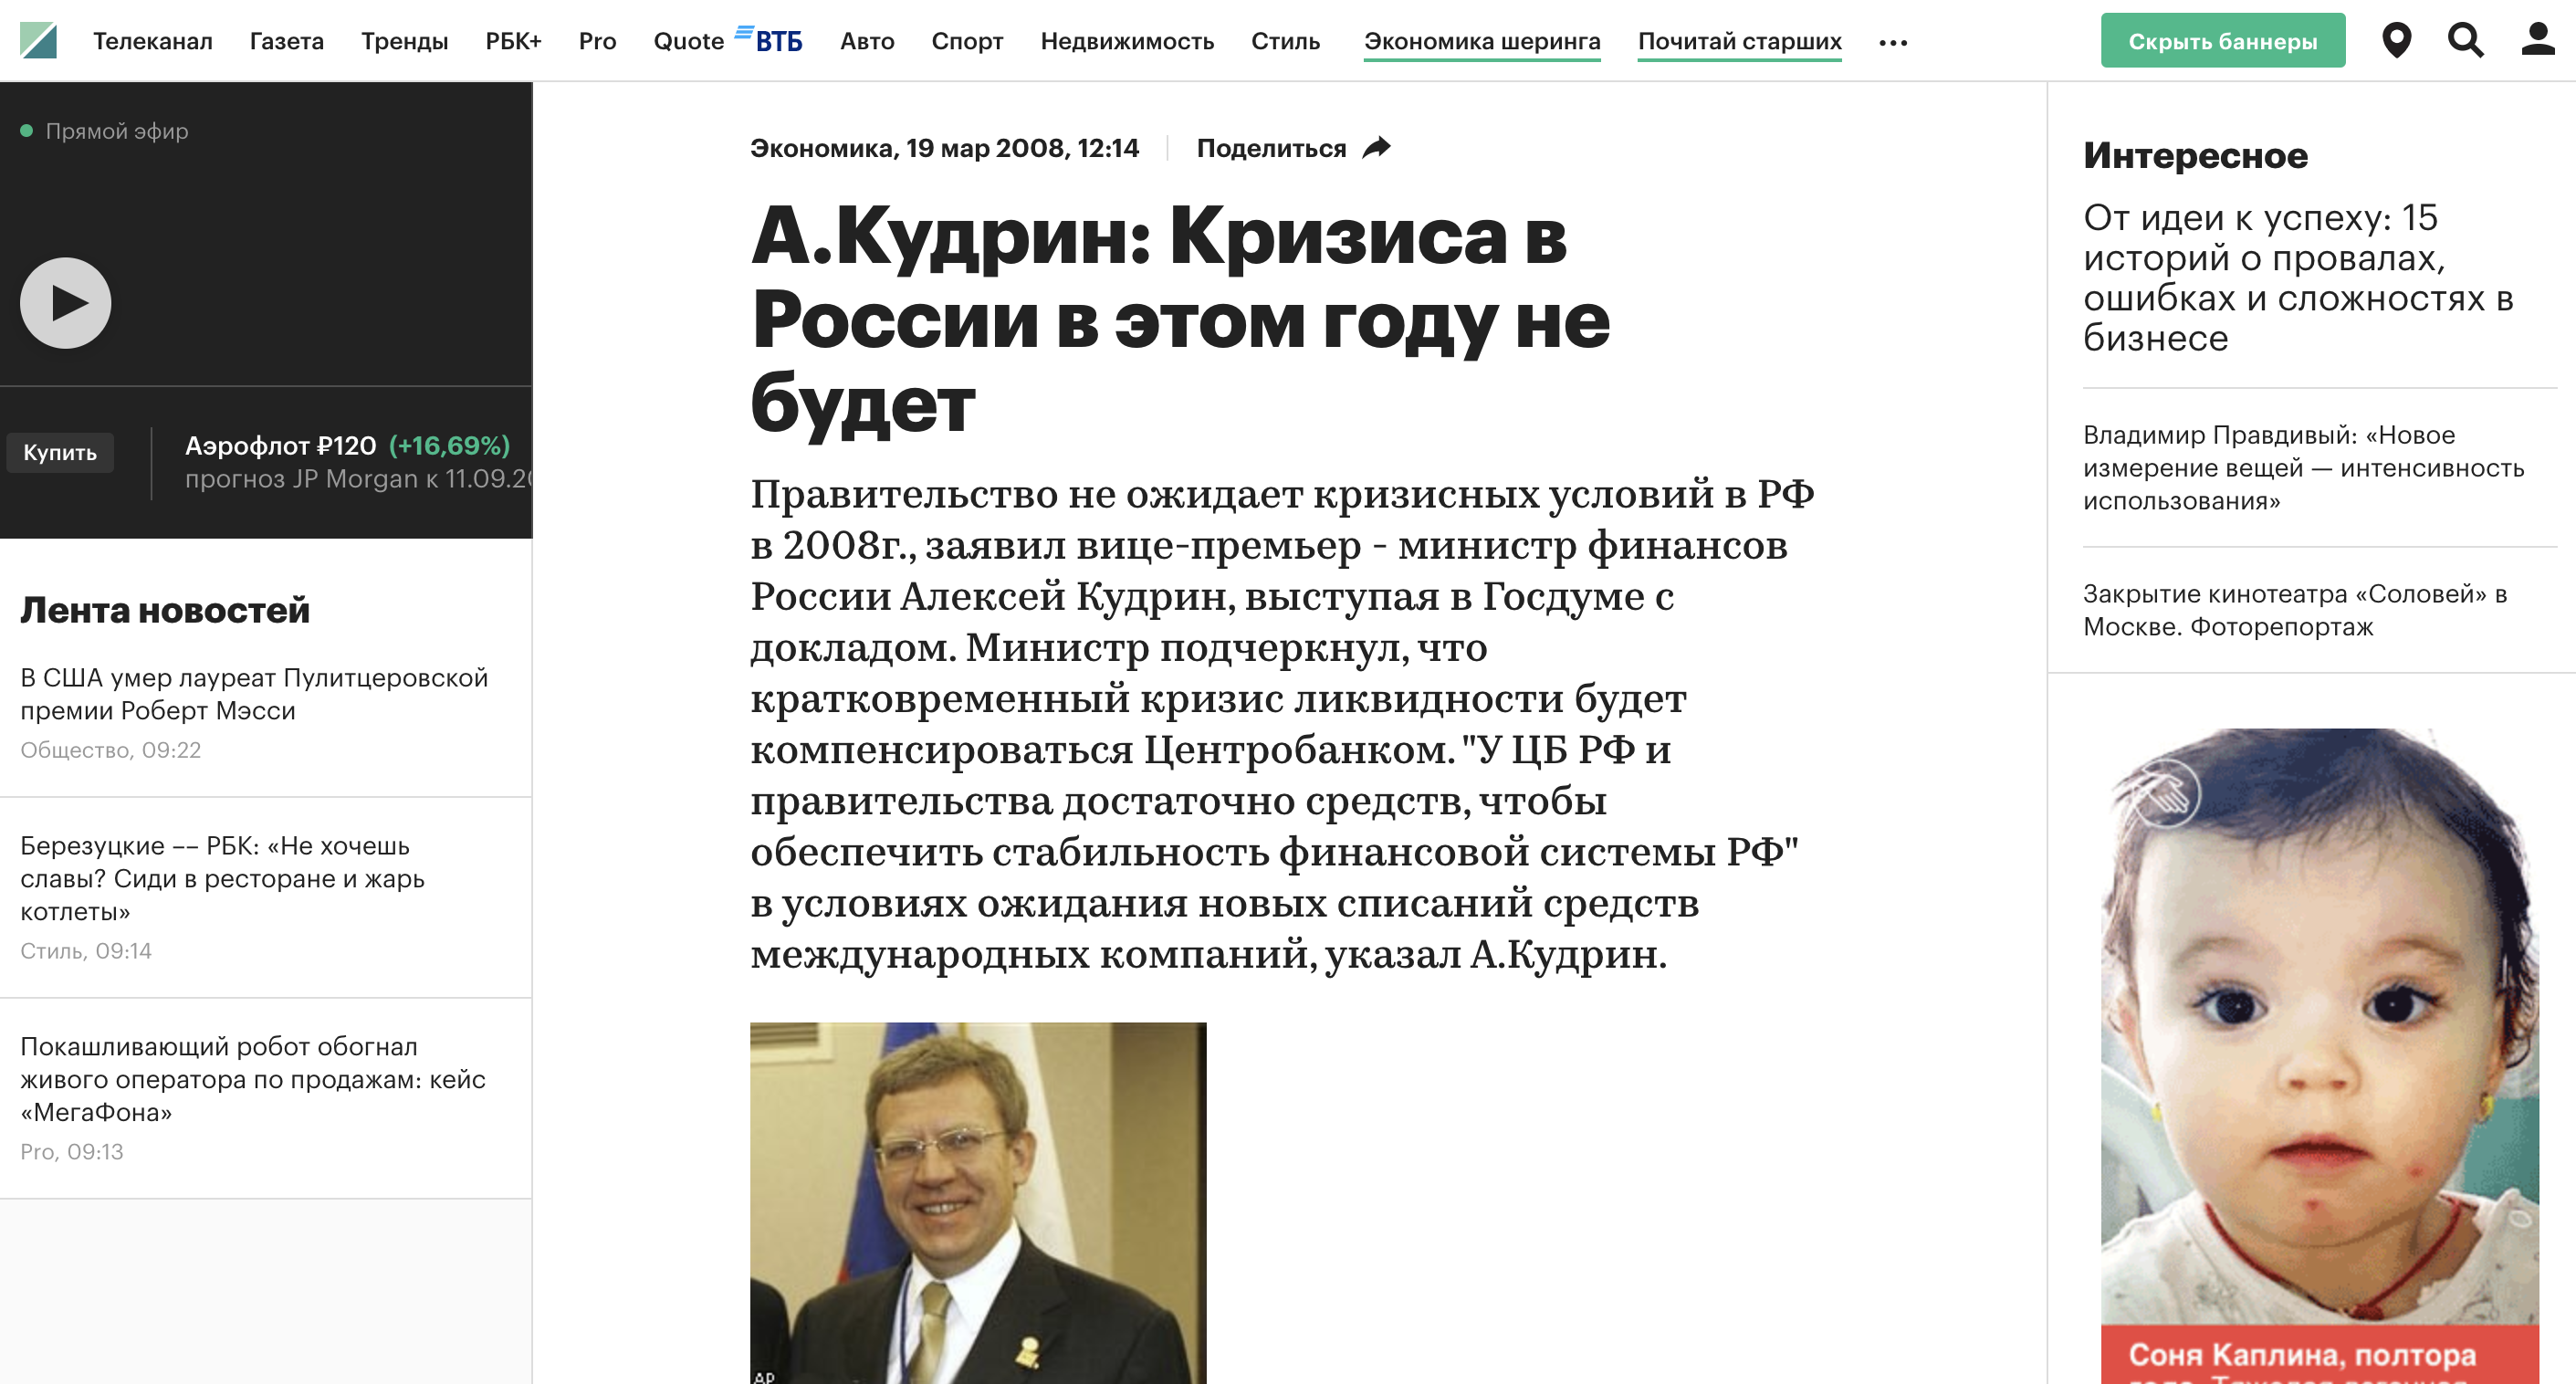 Телеканал Газета Тренды РБК+ Pro Quote ВТБ Авто Спорт Недвижимость Стиль Экономика шеринга Почитай старших ... Скрыть баннеры
Прямой эфир
Купить
Аэрофлот ₽120 (+16,69%)
прогноз JP Morgan к 11.09.20
Лента новостей
В США умер лауреат Пулитцеровской
премии Роберт Мэсси
Общество, 09:22
Березуцкие –– РБК: «Не хочешь
славы? Сиди в ресторане и жарь
котлеты»
Стиль, 09:14
Покашливающий робот обогнал
живого оператора по продажам: кейс
«МегаФона»
Pro, 09:13
Экономика, 19 мар 2008, 12:14
Поделиться
А.Кудрин: Кризиса в
России в этом году не
будет
Правительство не ожидает кризисных условий в РФ
в 2008г., заявил вице-премьер - министр финансов
России Алексей Кудрин, выступая в Госдуме с
докладом. Министр подчеркнул, что
кратковременный кризис ликвидности будет
компенсироваться Центробанком. "У ЦБ РФ и
правительства достаточно средств, чтобы
обеспечить стабильность финансовой системы РФ"
в условиях ожидания новых списаний средств
международных компаний, указал А.Кудрин.
AP
Интересное
От идеи к успеху: 15
историй о провалах,
ошибках и сложностях в
бизнесе
Владимир Правдивый: «Новое
измерение вещей — интенсивность
использования»
Закрытие кинотеатра «Соловей» в
Москве. Фоторепортаж
Соня Каплина, полтора